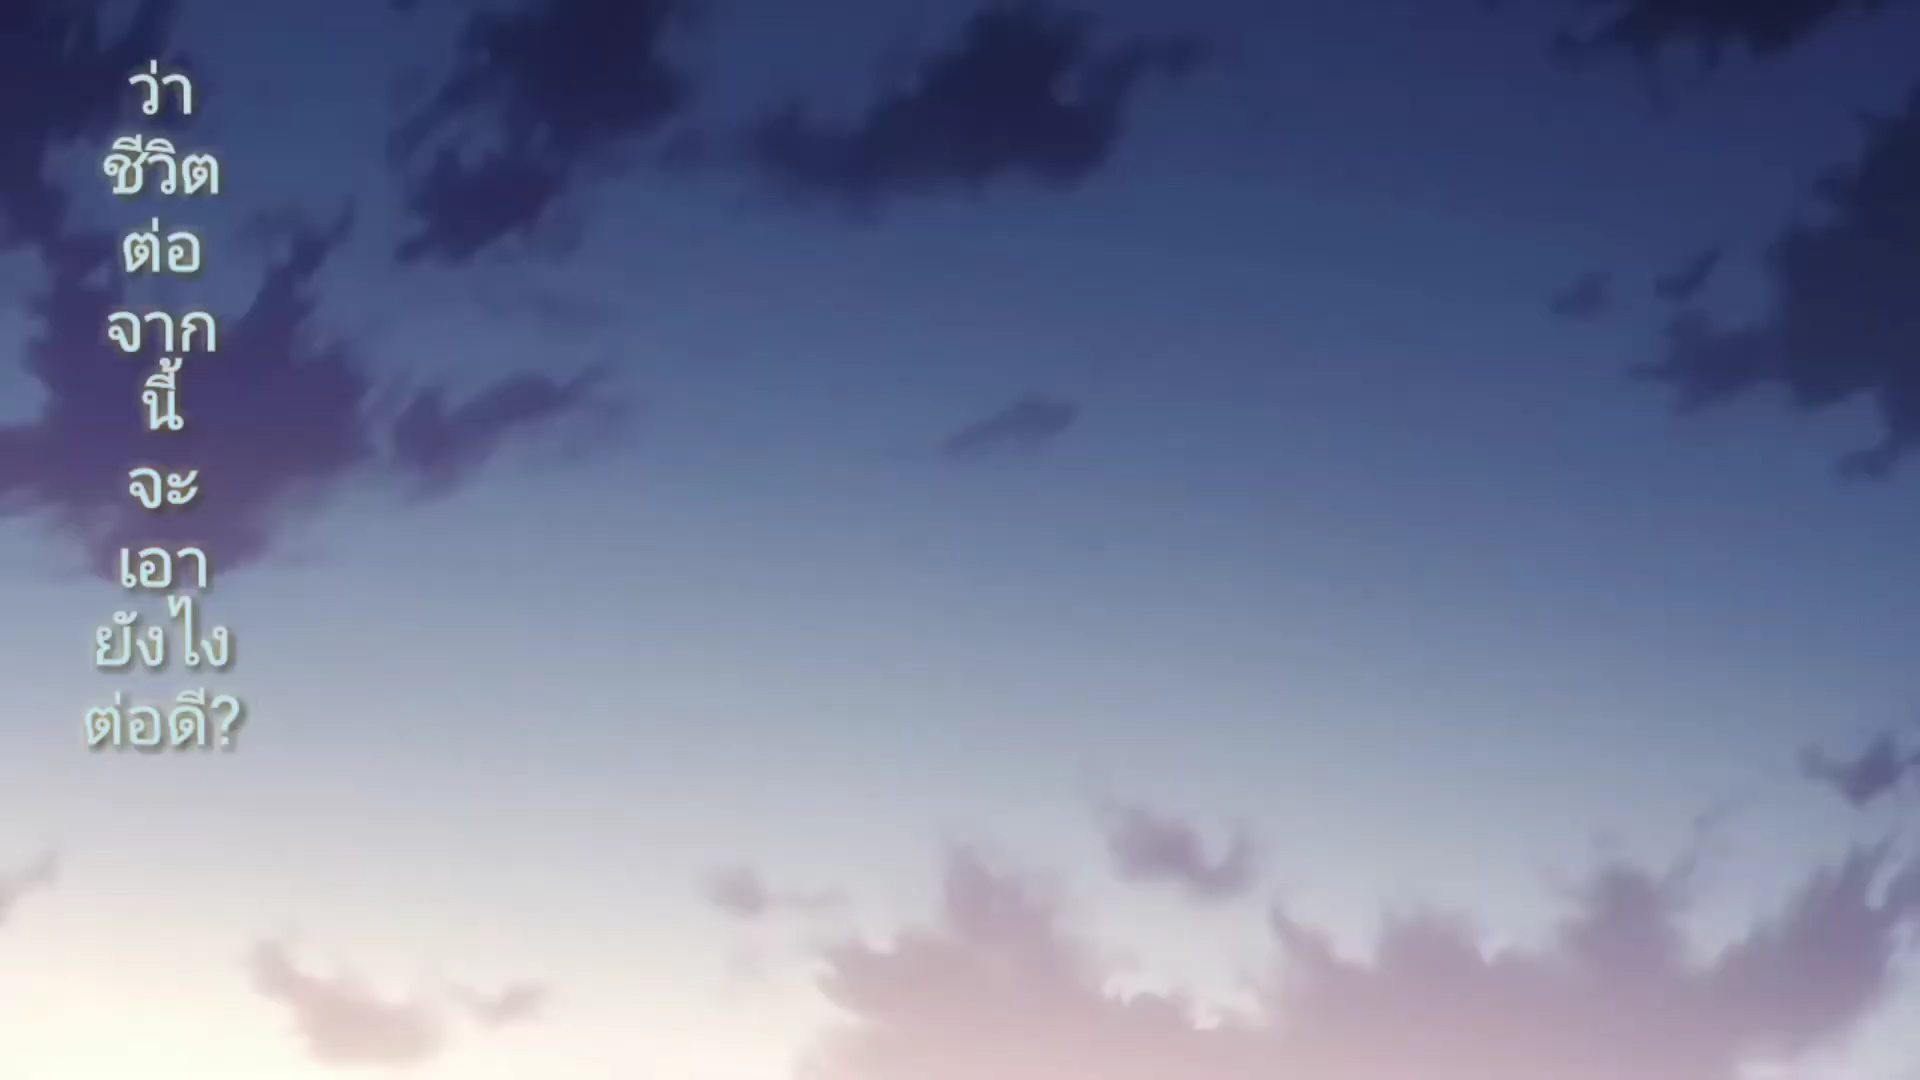 ว่า
ชีวิต
ต่อ
จาก
นี้
จะ
เอา
ยังไง
ต่อดี?